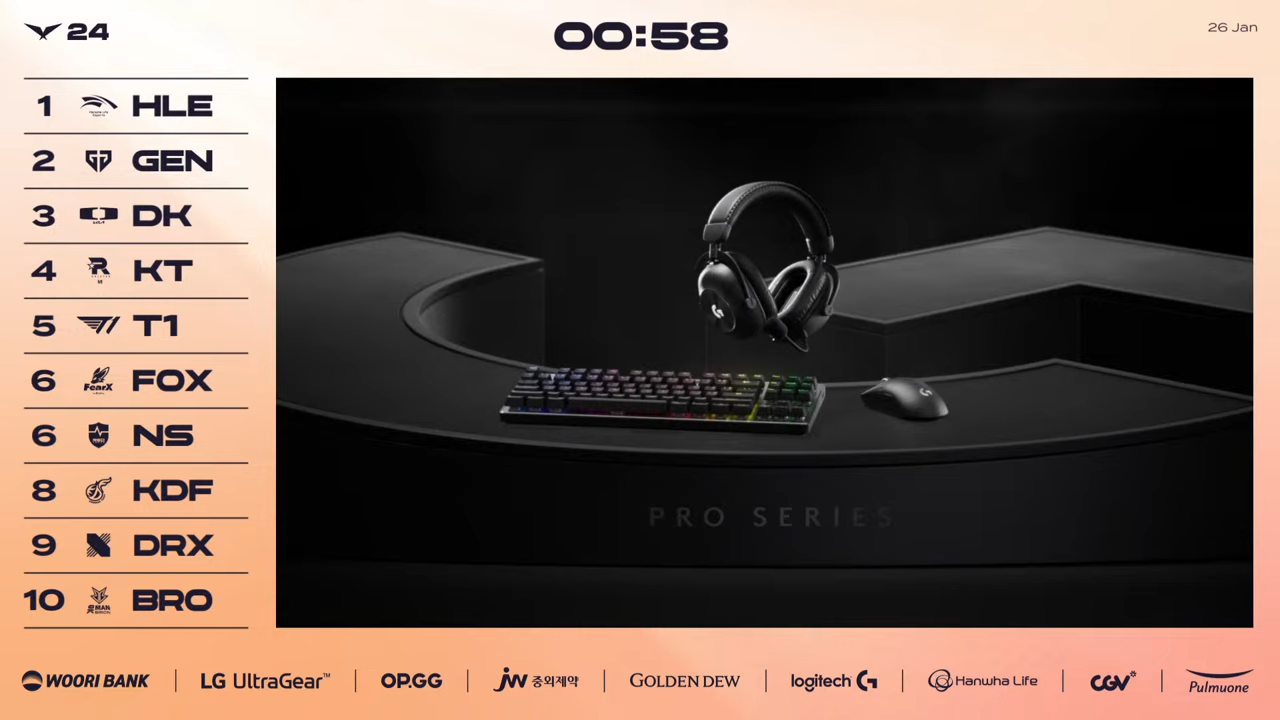 24
00:58
26 Jan
1 HLE
2 GEN
3 DK
4 KT
5 T1
6 FearX FOX
6 NS
8 KDF
9 DRX
10 BRO
PRO SERIES
WOORI BANK LG UltraGear™ OP.GG JW 중외제약 GOLDEN DEW logitech G Hanwha Life CGV Pulmuone